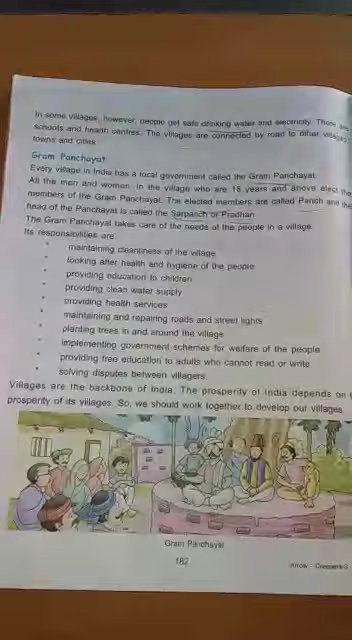 In some villages, however, people get safe drinking water and electricity. There are
schools and health centres. The villages are connected by road to other villages,
towns and cities.
Gram Panchayat
Every village in India has a local government called the Gram Panchayat.
All the men and women in the village who are 18 years and above elect the
members of the Gram Panchayat. The elected members are called Panch and the
head of the Panchayat is called the Sarpanch or Pradhan.
The Gram Panchayat takes care of the needs of the people in a village.
Its responsibilities are
• maintaining cleanliness of the village
• looking after health and hygiene of the people
• providing education to children
• providing clean water supply
• providing health services
• maintaining and repairing roads and street lights
• planting trees in and around the village
• implementing government schemes for welfare of the people
• providing free education to adults who cannot read or write
• solving disputes between villagers
Villages are the backbone of India. The prosperity of India depends on
prosperity of its villages. So, we should work together to develop our villages.
Gram Panchayat
182
Arrow